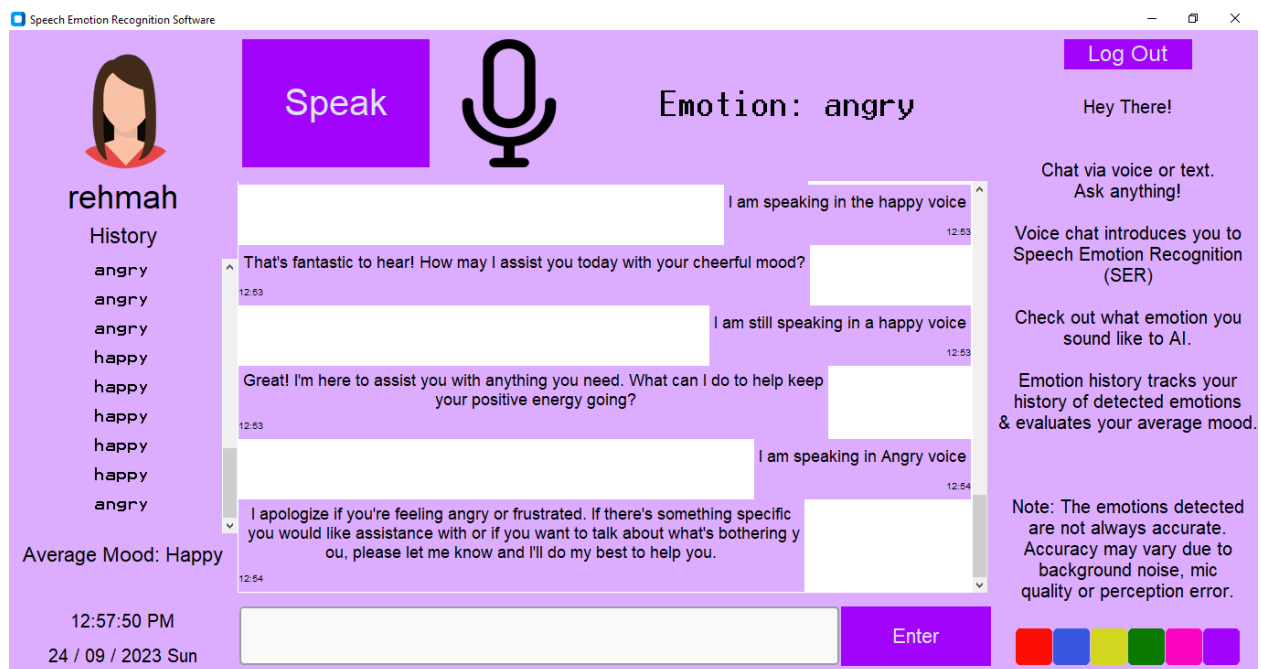 Speech Emotion Recognition Software
Speak
Emotion: angry
Log Out
rehmah
History
angry
angry
angry
happy
happy
happy
happy
happy
angry
Average Mood: Happy
12:57:50 PM
24 / 09 / 2023 Sun
I am speaking in the happy voice
12:53
That's fantastic to hear! How may I assist you today with your cheerful mood?
12:53
I am still speaking in a happy voice
12:53
Great! I'm here to assist you with anything you need. What can I do to help keep
your positive energy going?
12:53
I am speaking in Angry voice
12:54
I apologize if you're feeling angry or frustrated. If there's something specific
you would like assistance with or if you want to talk about what's bothering y
ou, please let me know and I'll do my best to help you.
12:54
Enter
Hey There!
Chat via voice or text.
Ask anything!
Voice chat introduces you to
Speech Emotion Recognition
(SER)
Check out what emotion you
sound like to AI.
Emotion history tracks your
history of detected emotions
& evaluates your average mood.
Note: The emotions detected
are not always accurate.
Accuracy may vary due to
background noise, mic
quality or perception error.